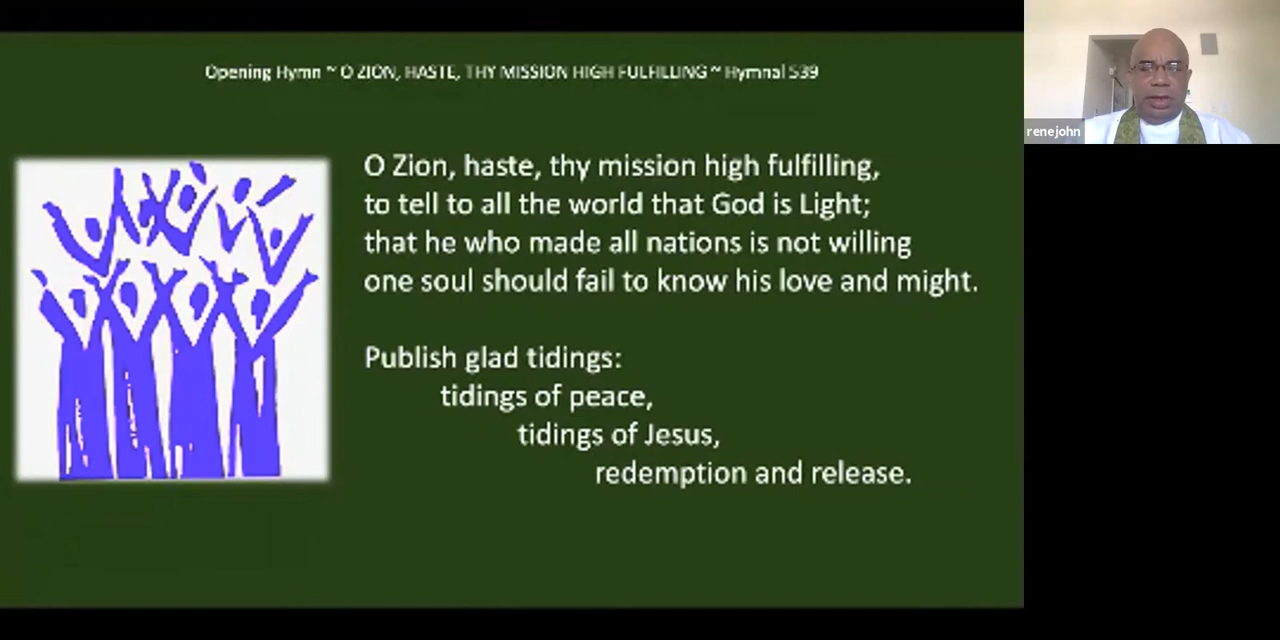 Opening Hymn ~ O ZION, HASTE, THY MISSION HIGH FULFILLING ~ Hymnal 539
O Zion, haste, thy mission high fulfilling,
to tell to all the world that God is Light;
that he who made all nations is not willing
one soul should fail to know his love and might.
Publish glad tidings:
tidings of peace,
tidings of Jesus,
redemption and release.
renejohn